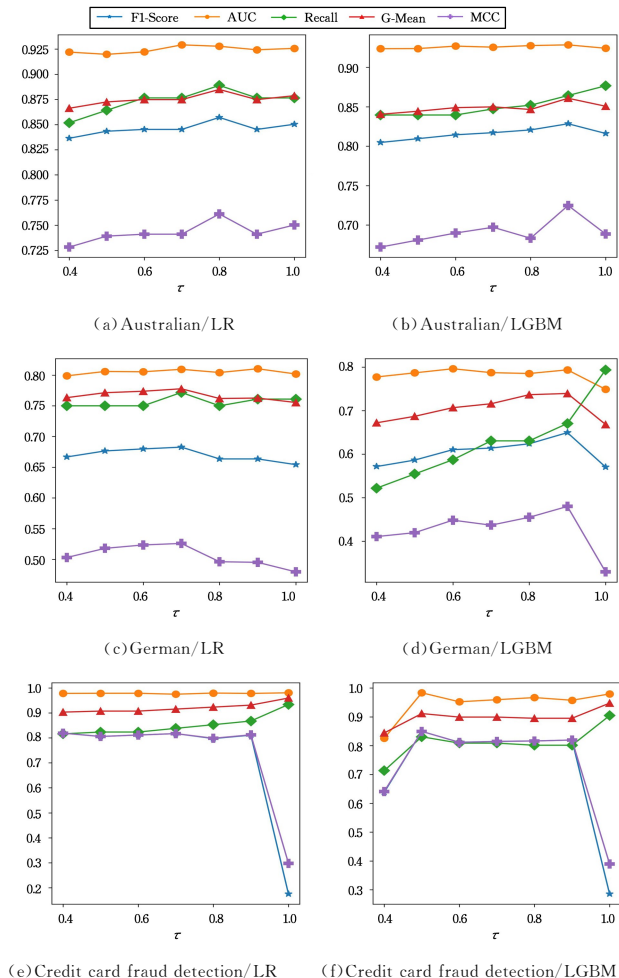 F1-Score AUC Recall G-Mean MCC
0.925
0.900
0.875
0.850
0.825
0.800
0.775
0.750
0.725
0.4 0.6 0.8 1.0
τ
(a)Australian/LR
0.90
0.85
0.80
0.75
0.70
0.4 0.6 0.8 1.0
τ
(b)Australian/LGBM
0.80
0.75
0.70
0.65
0.60
0.55
0.50
0.4 0.6 0.8 1.0
τ
(c)German/LR
0.8
0.7
0.6
0.5
0.4
0.4 0.6 0.8 1.0
τ
(d)German/LGBM
1.0
0.9
0.8
0.7
0.6
0.5
0.4
0.3
0.2
0.4 0.6 0.8 1.0
τ
(e)Credit card fraud detection/LR
1.0
0.9
0.8
0.7
0.6
0.5
0.4
0.3
0.4 0.6 0.8 1.0
τ
(f)Credit card fraud detection/LGBM